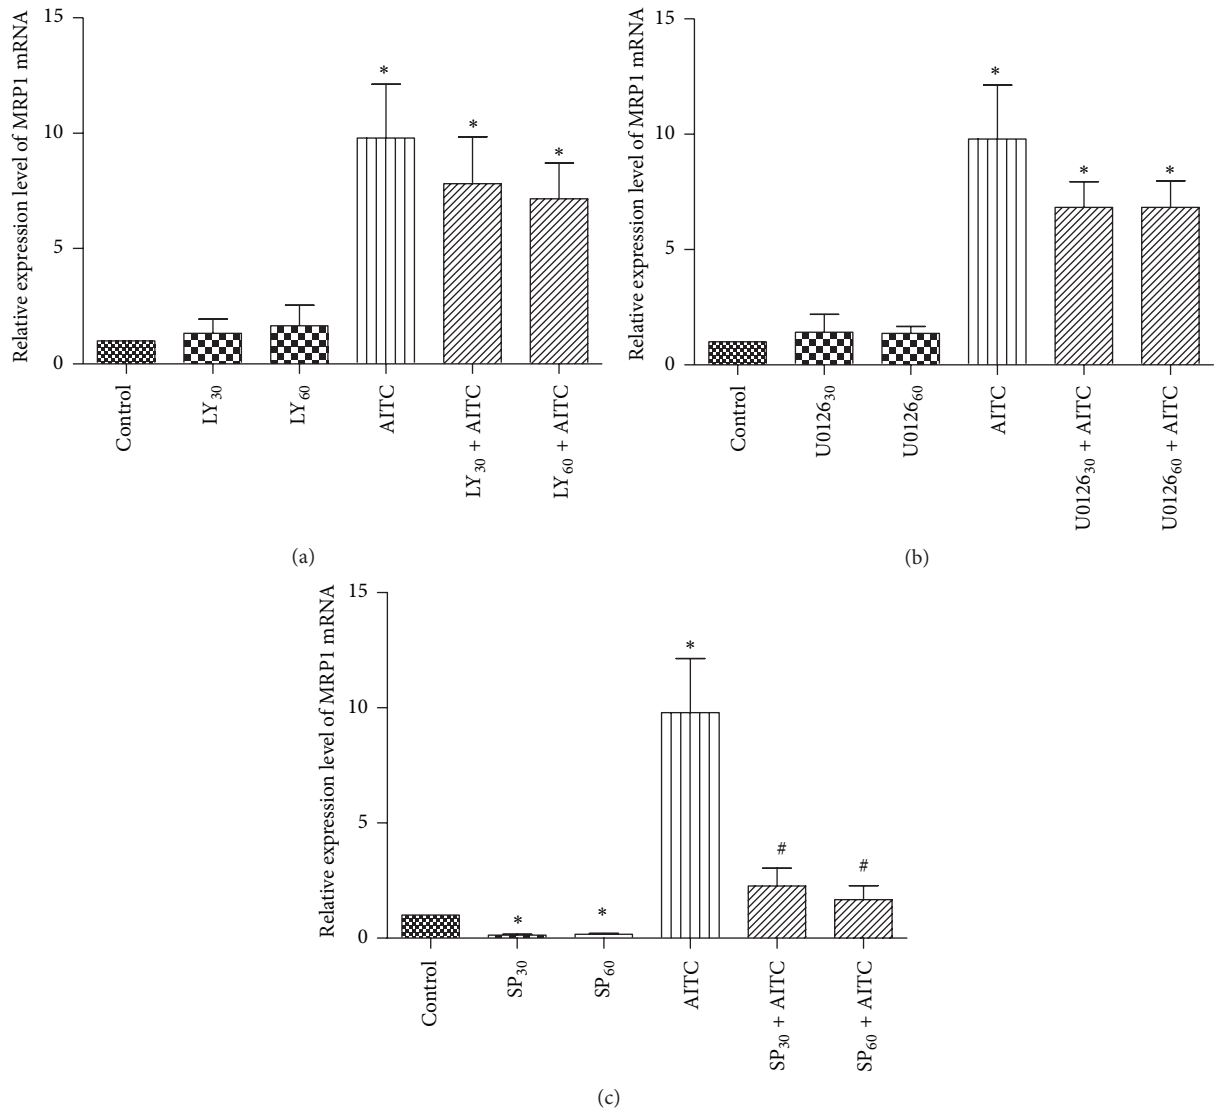 Relative expression level of MRP1 mRNA
15
10
5
0
*
*
*
Control
LY30
LY60
AITC
LY30 + AITC
LY60 + AITC
(a)
Relative expression level of MRP1 mRNA
15
10
5
0
*
*
*
Control
U012630
U012660
AITC
U012630 + AITC
U012660 + AITC
(b)
Relative expression level of MRP1 mRNA
15
10
5
0
*
*
*
#
#
Control
SP30
SP60
AITC
SP30 + AITC
SP60 + AITC
(c)